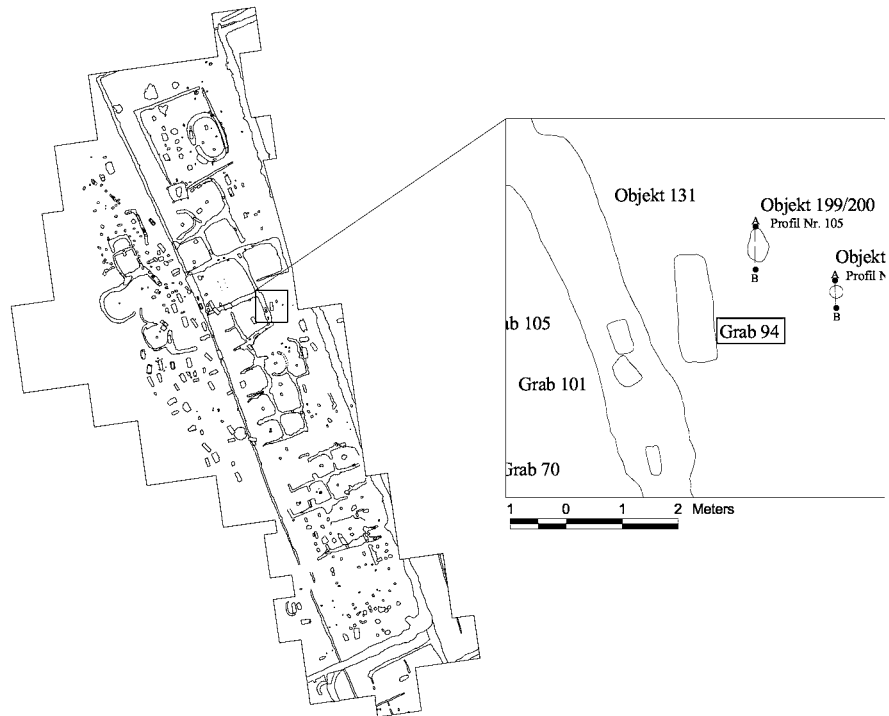 Objekt 131
Objekt 199/200
A
Profil Nr. 105
B
Objekt
A
Profil N
B
ab 105
Grab 94
Grab 101
Grab 70
1 0 1 2 Meters